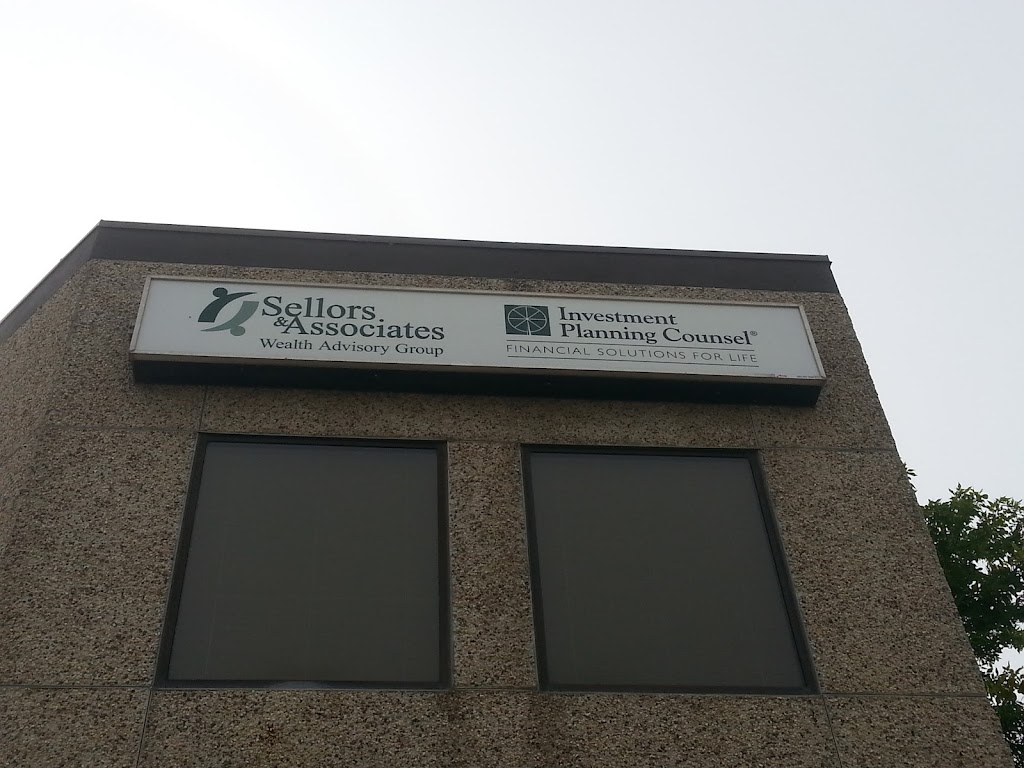 Sellors
& Associates
Wealth Advisory Group
Investment
Planning Counsel®
FINANCIAL SOLUTIONS FOR LIFE